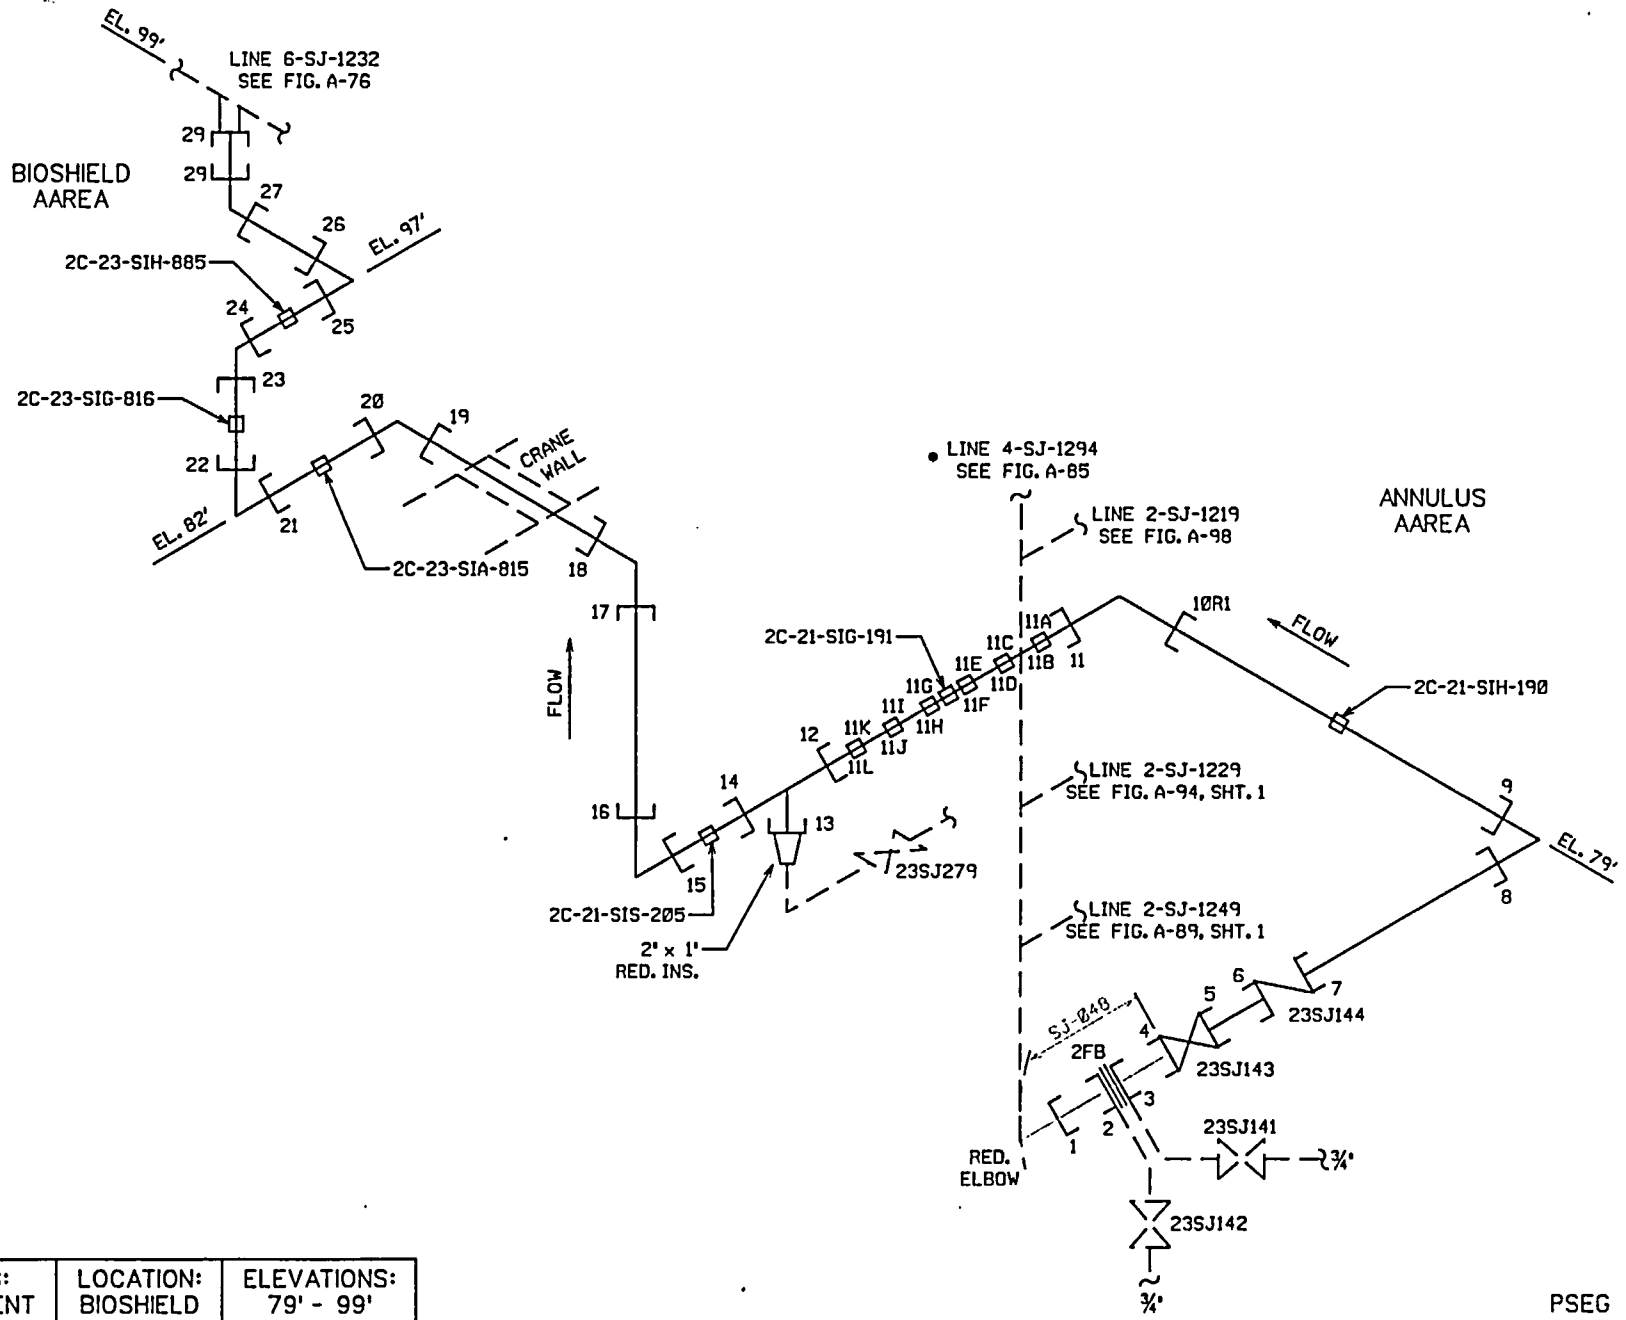 EL. 99'
LINE 6-SJ-1232
SEE FIG. A-76
29
BIOSHIELD
AAREA
29
27
26
EL. 97'
2C-23-SIH-885
24
25
23
2C-23-SIG-816
20
19
CRANE
WALL
22
21
EL. 82'
2C-23-SIA-815
18
17
FLOW
LINE 4-SJ-1294
SEE FIG. A-85
ANNULUS
AAREA
LINE 2-SJ-1219
SEE FIG. A-98
10R1
FLOW
2C-21-SIG-191
11A
11B
11
11C
11D
11E
11F
11G
11H
11I
11J
11K
11L
2C-21-SIH-190
12
14
16
13
15
23SJ279
2C-21-SIS-205
2' x 1'
RED. INS.
LINE 2-SJ-1229
SEE FIG. A-94, SHT. 1
9
EL. 79'
8
LINE 2-SJ-1249
SEE FIG. A-89, SHT. 1
6
7
5
23SJ144
SJ-048
4
2FB
23SJ143
3
2
1
RED.
ELBOW
23SJ141
3/4'
23SJ142
3/4'
ENT
LOCATION:
BIOSHIELD
ELEVATIONS:
79' - 99'
PSEG